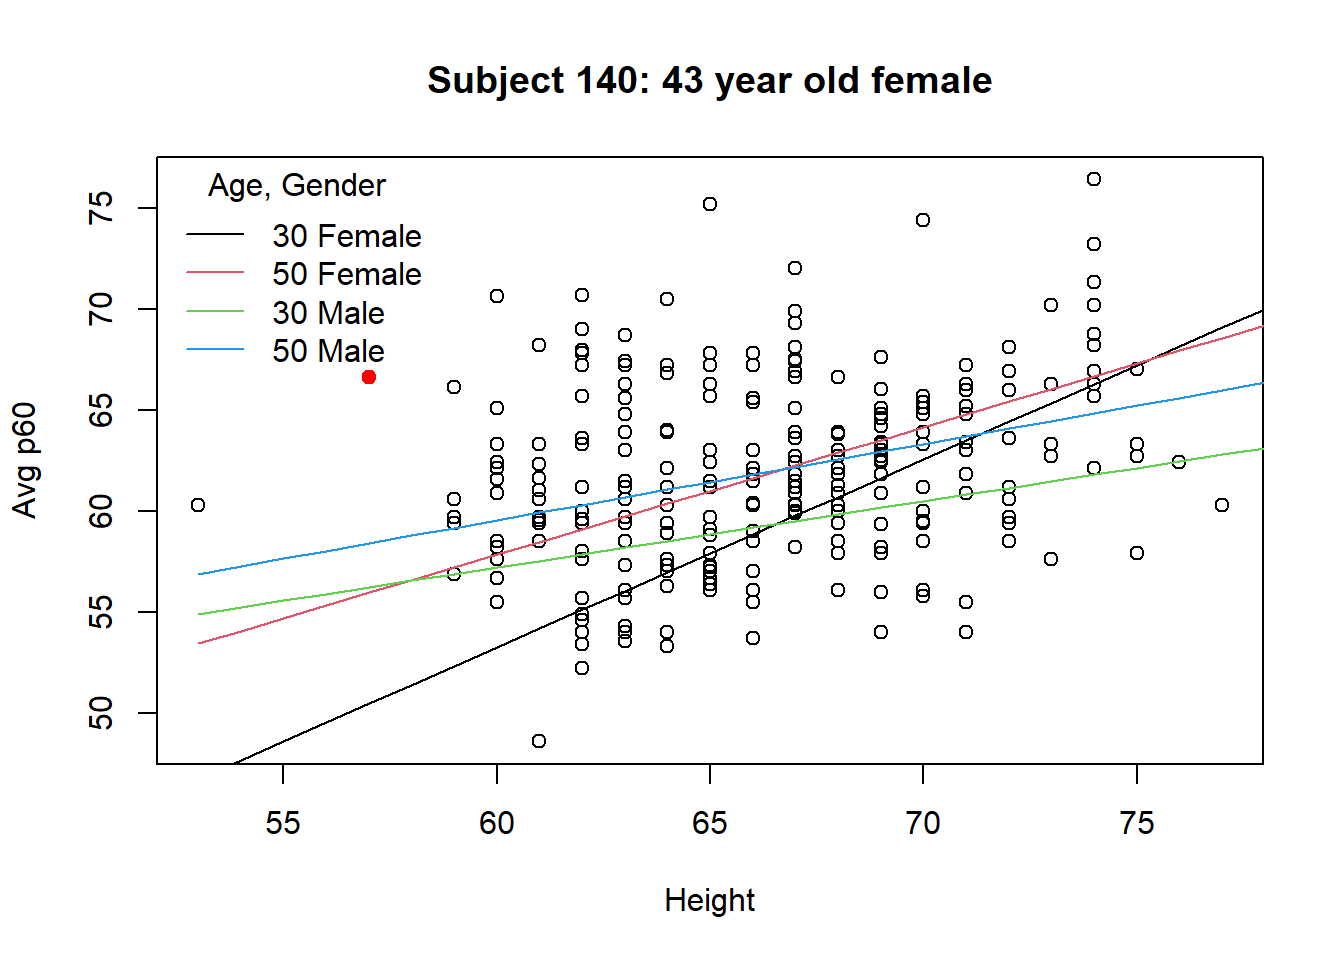 Subject 140: 43 year old female
Age, Gender
30 Female
50 Female
30 Male
50 Male
Avg p60
75
70
65
60
55
50
55 60 65 70 75
Height